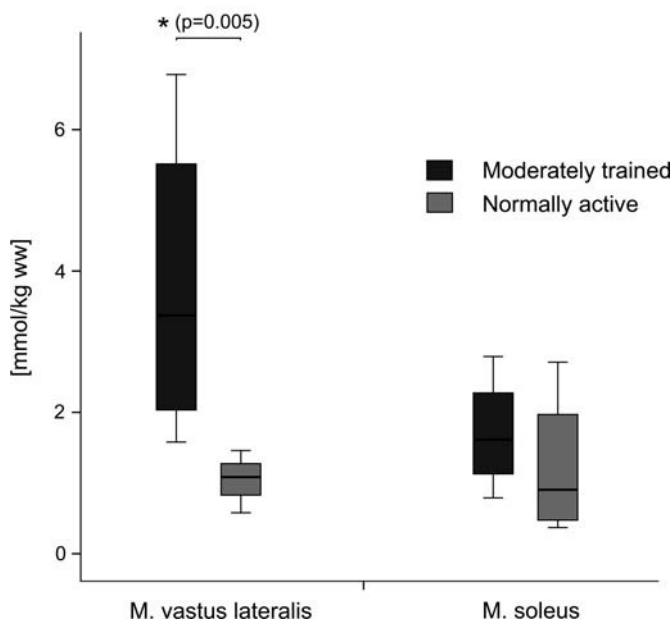 * (p=0.005)
6
4
2
0
[mmol/kg ww]
Moderately trained
Normally active
M. vastus lateralis
M. soleus